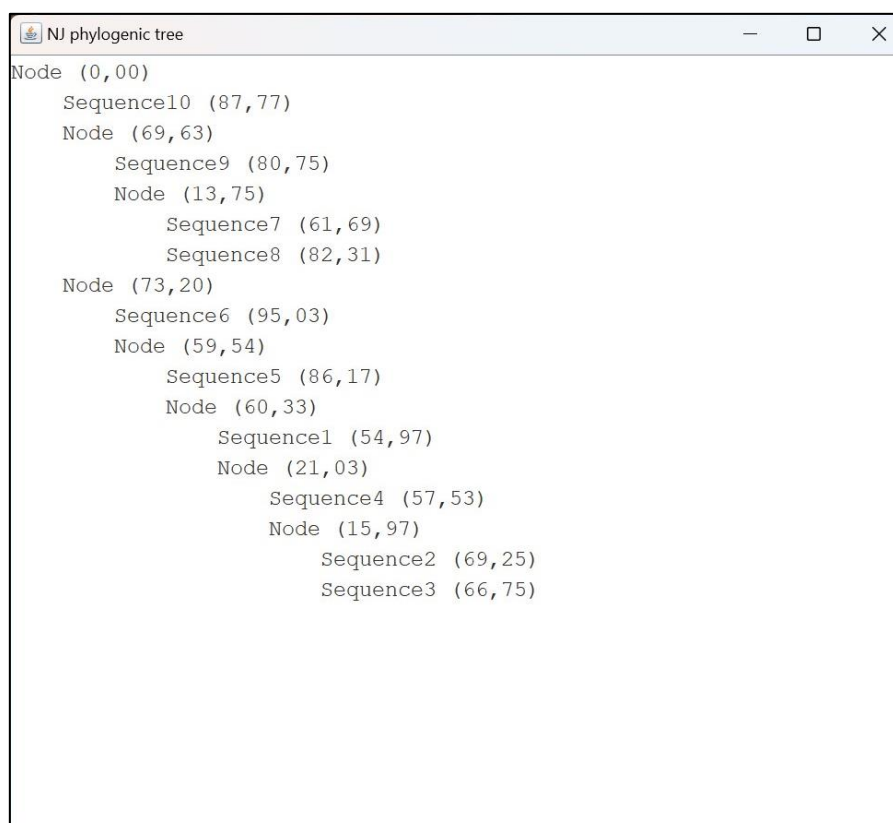 NJ phylogenic tree
Node (0,00)
Sequence10 (87,77)
Node (69,63)
Sequence9 (80,75)
Node (13,75)
Sequence7 (61,69)
Sequence8 (82,31)
Node (73,20)
Sequence6 (95,03)
Node (59,54)
Sequence5 (86,17)
Node (60,33)
Sequence1 (54,97)
Node (21,03)
Sequence4 (57,53)
Node (15,97)
Sequence2 (69,25)
Sequence3 (66,75)